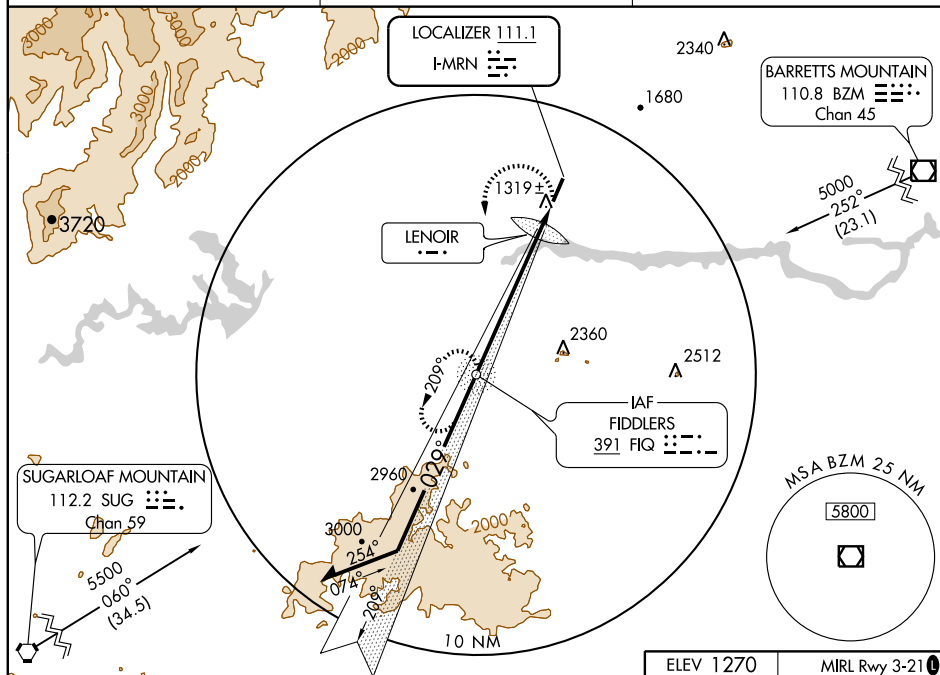 3000
2000
LOCALIZER 111.1
I-MRN
2340
1680
BARRETTS MOUNTAIN
110.8 BZM
Chan 45
3000
2000
3720
1319 ±
5000
252°
(23.1)
LENOIR
2360
2512
209°
IAF
FIDDLERS
391 FIQ
029°
SUGARLOAF MOUNTAIN
112.2 SUG
Chan 59
2960
2000
3000
254°
074°
209°
5500
060°
(34.5)
MSA BZM 25 NM
5800
10 NM
ELEV 1270
MIRL Rwy 3-21 L